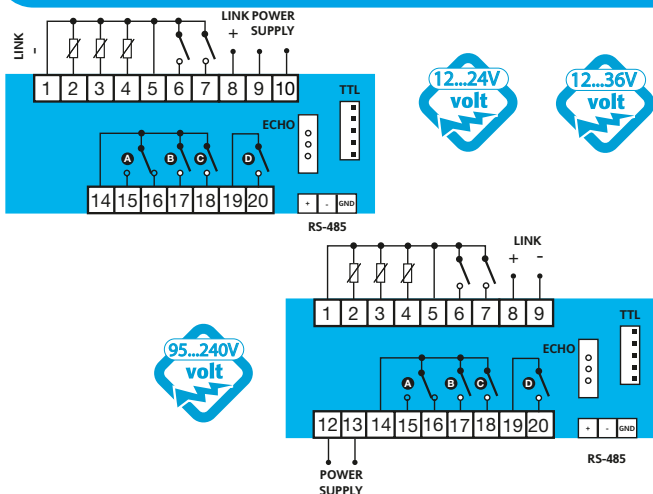 LINK POWER
+ SUPPLY
LINK
-
1 2 3 4 5 6 7 8 9 10
TTL
ECHO
A B C D
14 15 16 17 18 19 20
+ - GND
RS-485
12...24V
volt
12...36V
volt
LINK
+ -
1 2 3 4 5 6 7 8 9
TTL
ECHO
A B C D
12 13 14 15 16 17 18 19 20
+ - GND
RS-485
POWER
SUPPLY
95...240V
volt